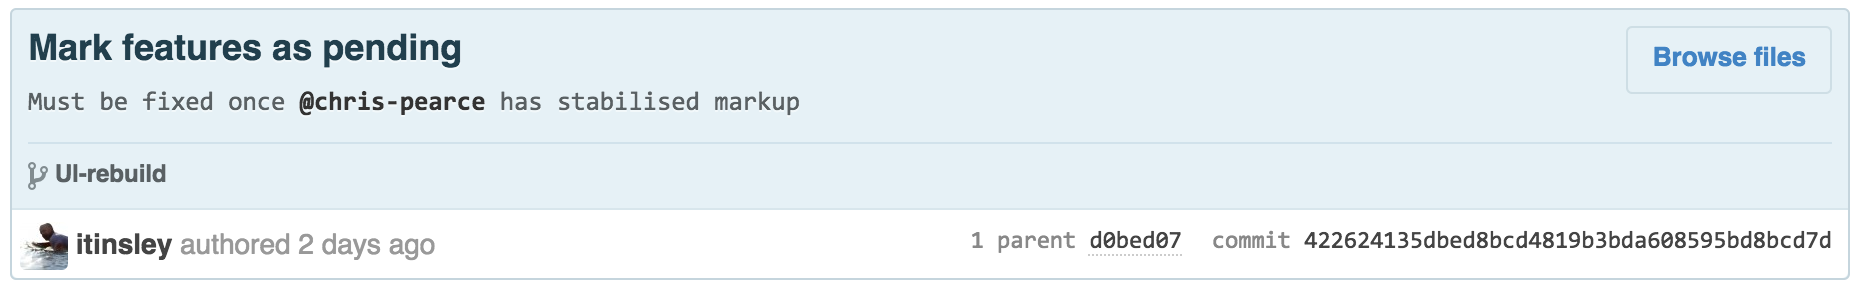 Mark features as pending
Browse files
Must be fixed once @chris-pearce has stabilised markup
UI-rebuild
itinsley authored 2 days ago
1 parent d0bed07 commit 422624135dbed8bcd4819b3bda608595bd8bcd7d